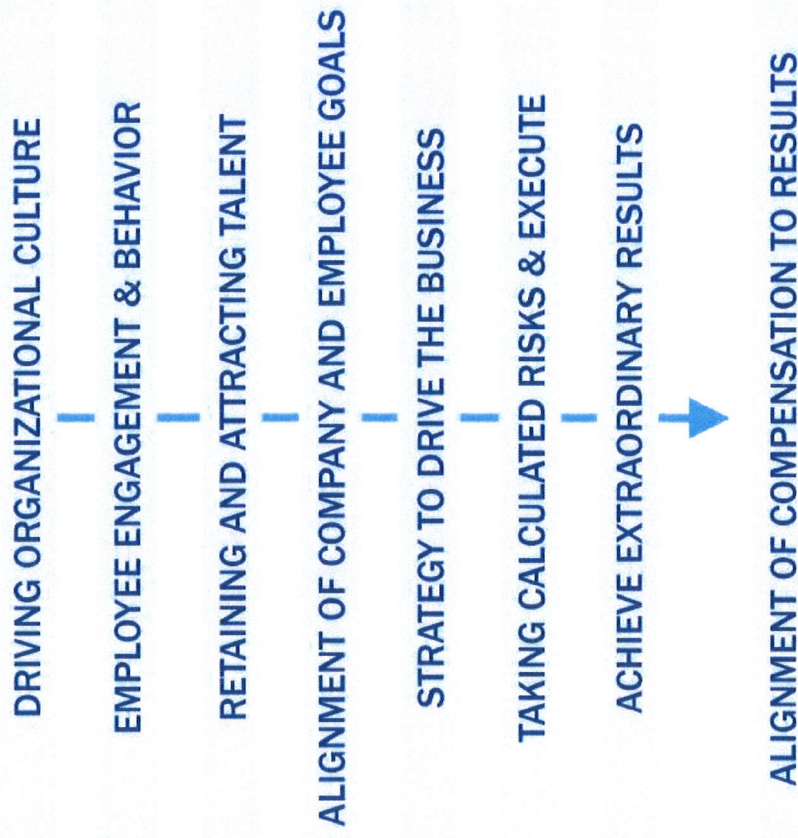 DRIVING ORGANIZATIONAL CULTURE
EMPLOYEE ENGAGEMENT & BEHAVIOR
RETAINING AND ATTRACTING TALENT
ALIGNMENT OF COMPANY AND EMPLOYEE GOALS
STRATEGY TO DRIVE THE BUSINESS
TAKING CALCULATED RISKS & EXECUTE
ACHIEVE EXTRAORDINARY RESULTS
ALIGNMENT OF COMPENSATION TO RESULTS